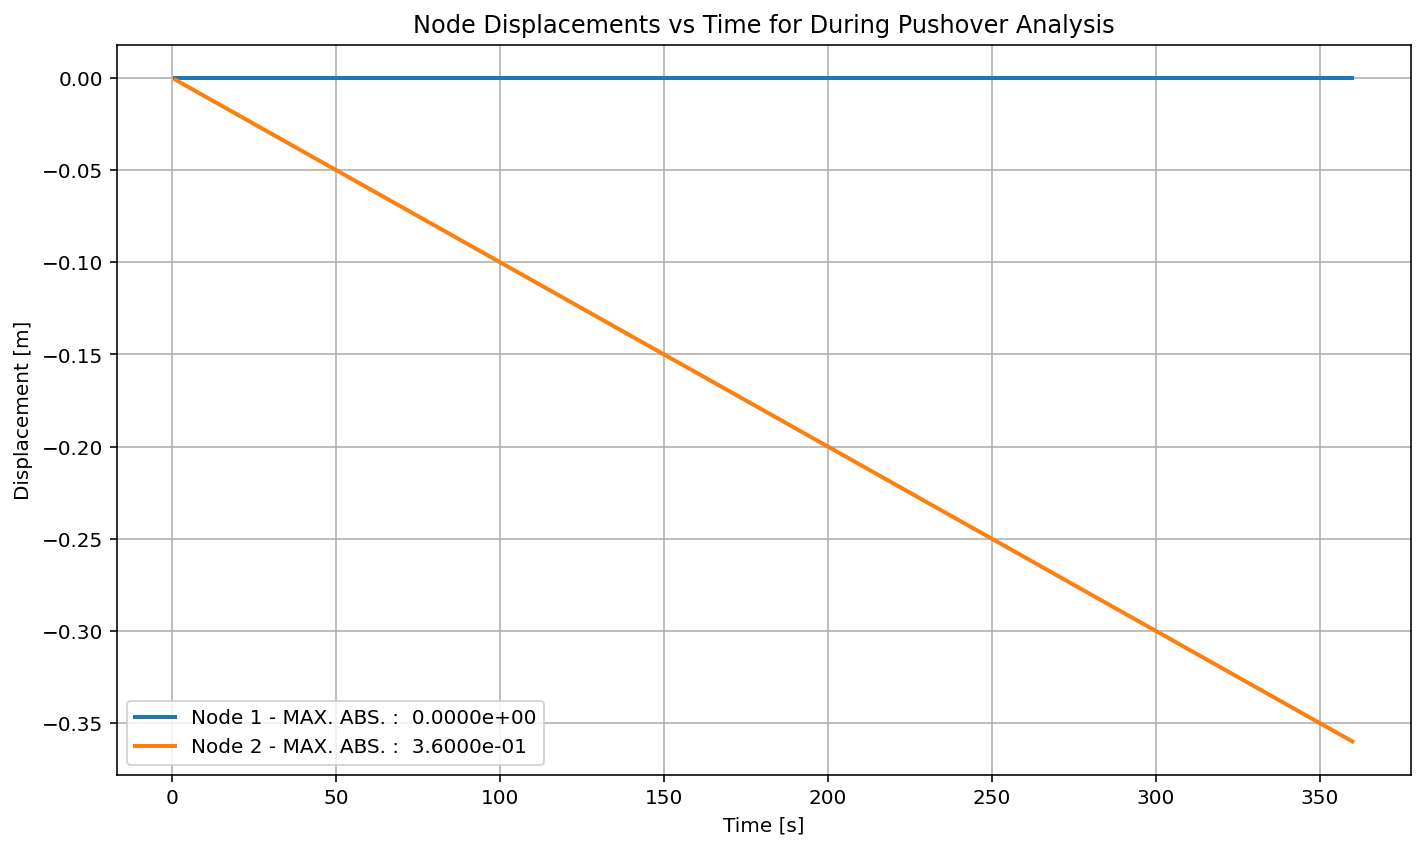 Node Displacements vs Time for During Pushover Analysis
0.00
−0.05
−0.10
−0.15
−0.20
−0.25
−0.30
−0.35
Displacement [m]
Node 1 - MAX. ABS. :  0.0000e+00
Node 2 - MAX. ABS. :  3.6000e-01
0 50 100 150 200 250 300 350
Time [s]